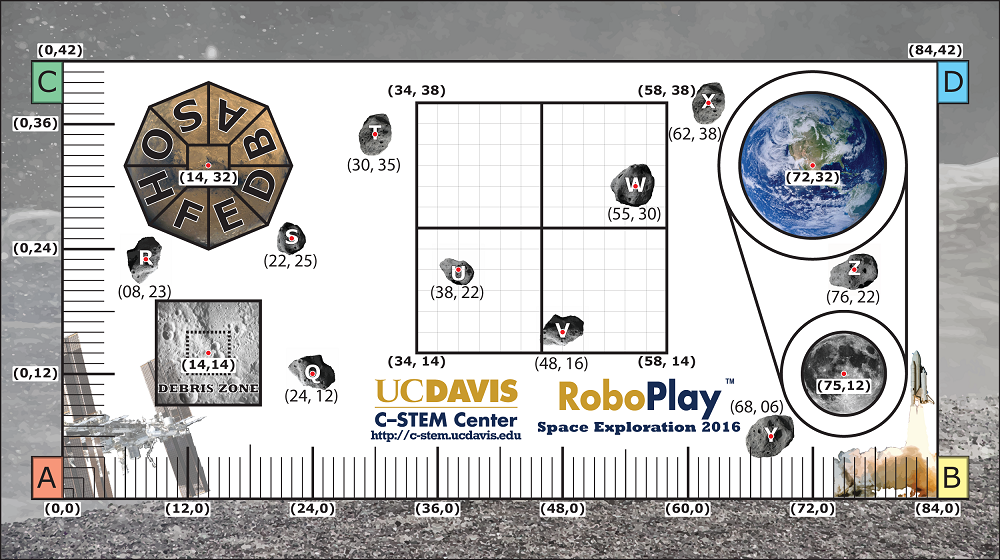 (0,42)
(84,42)
C
D
(34, 38)
(58, 38)
X
(62, 38)
(0,36)
T
(30, 35)
A
B
D
E
F
H
O
S
(14, 32)
(72,32)
W
(55, 30)
S
(22, 25)
(0,24)
R
(08, 23)
U
(38, 22)
Z
(76, 22)
V
(48, 16)
(34, 14)
(58, 14)
(14,14)
DEBRIS ZONE
(0,12)
Q
(24, 12)
(75,12)
UCDAVIS
C-STEM Center
http://c-stem.ucdavis.edu
RoboPlay™
Space Exploration 2016
(68, 06)
Y
A
B
(0,0)
(12,0)
(24,0)
(36,0)
(48,0)
(60,0)
(72,0)
(84,0)